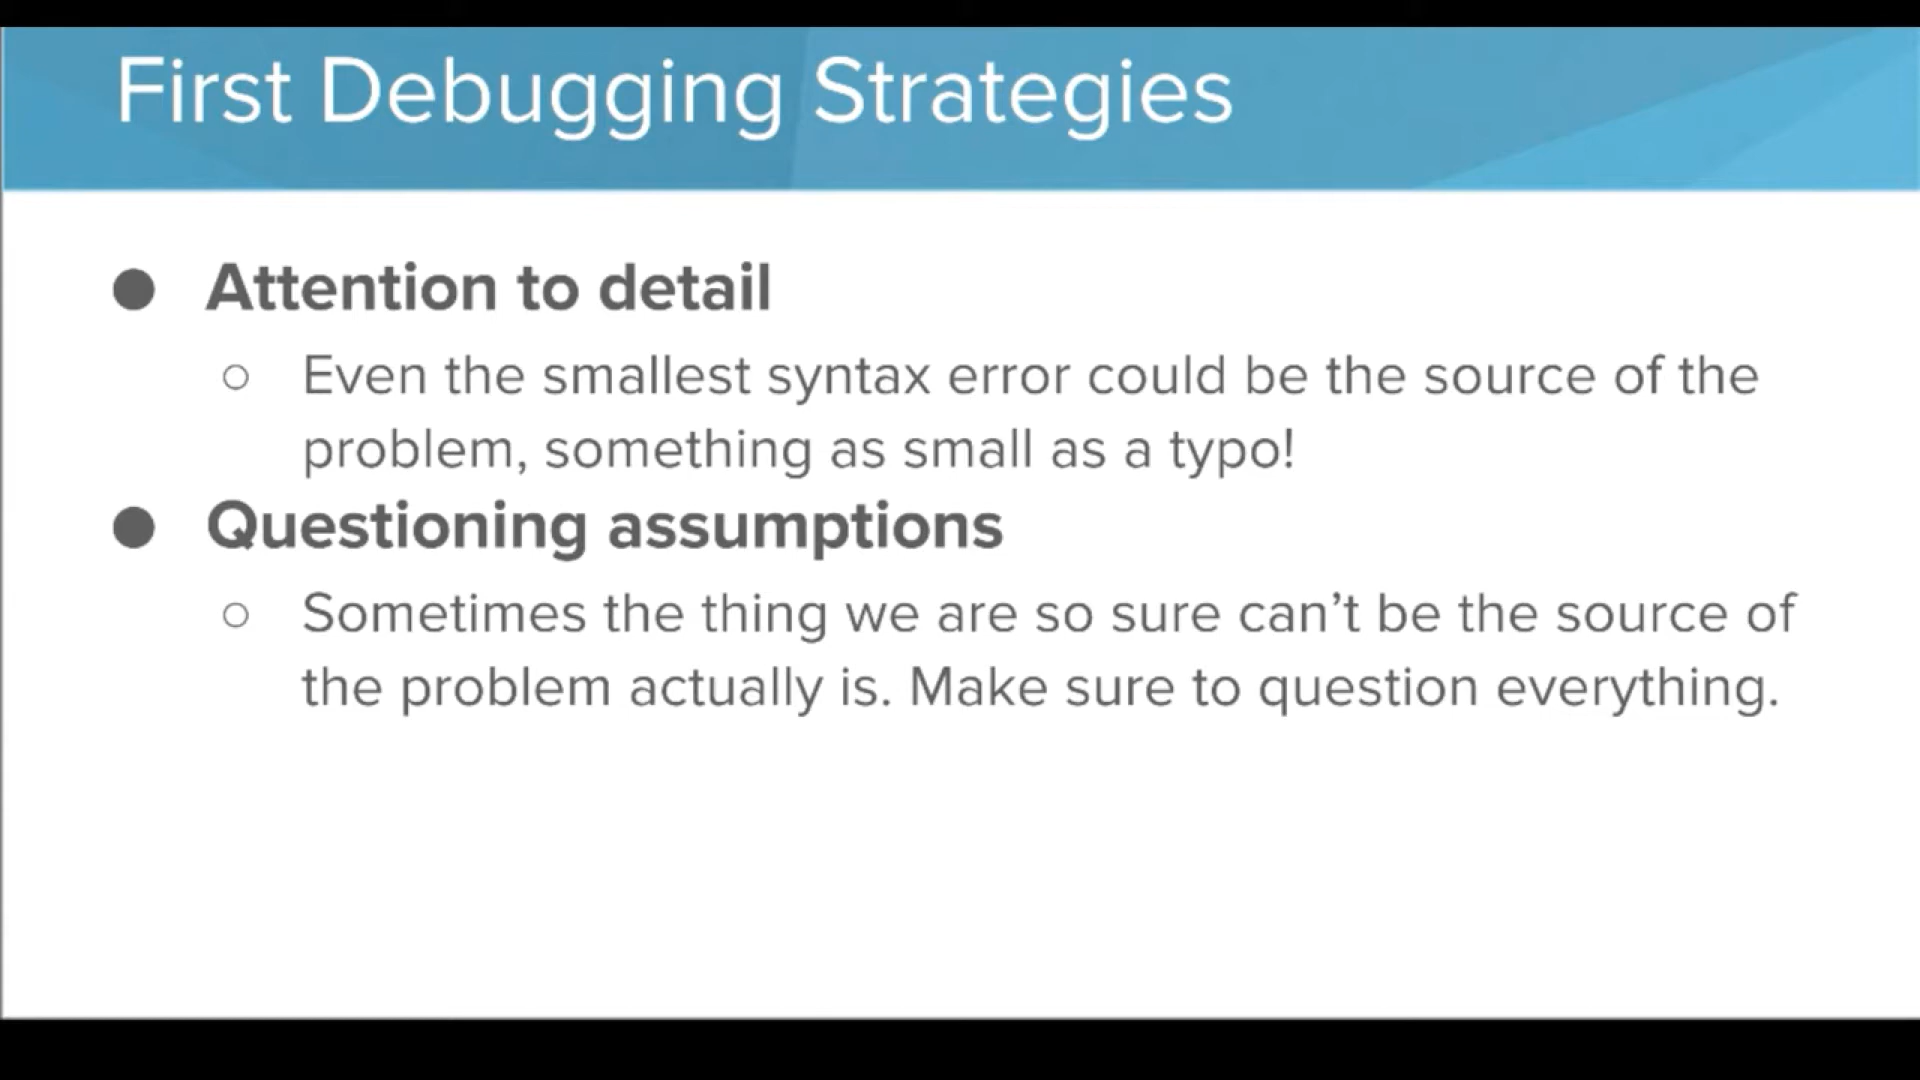 First Debugging Strategies
● Attention to detail
○ Even the smallest syntax error could be the source of the
problem, something as small as a typo!
● Questioning assumptions
○ Sometimes the thing we are so sure can’t be the source of
the problem actually is. Make sure to question everything.